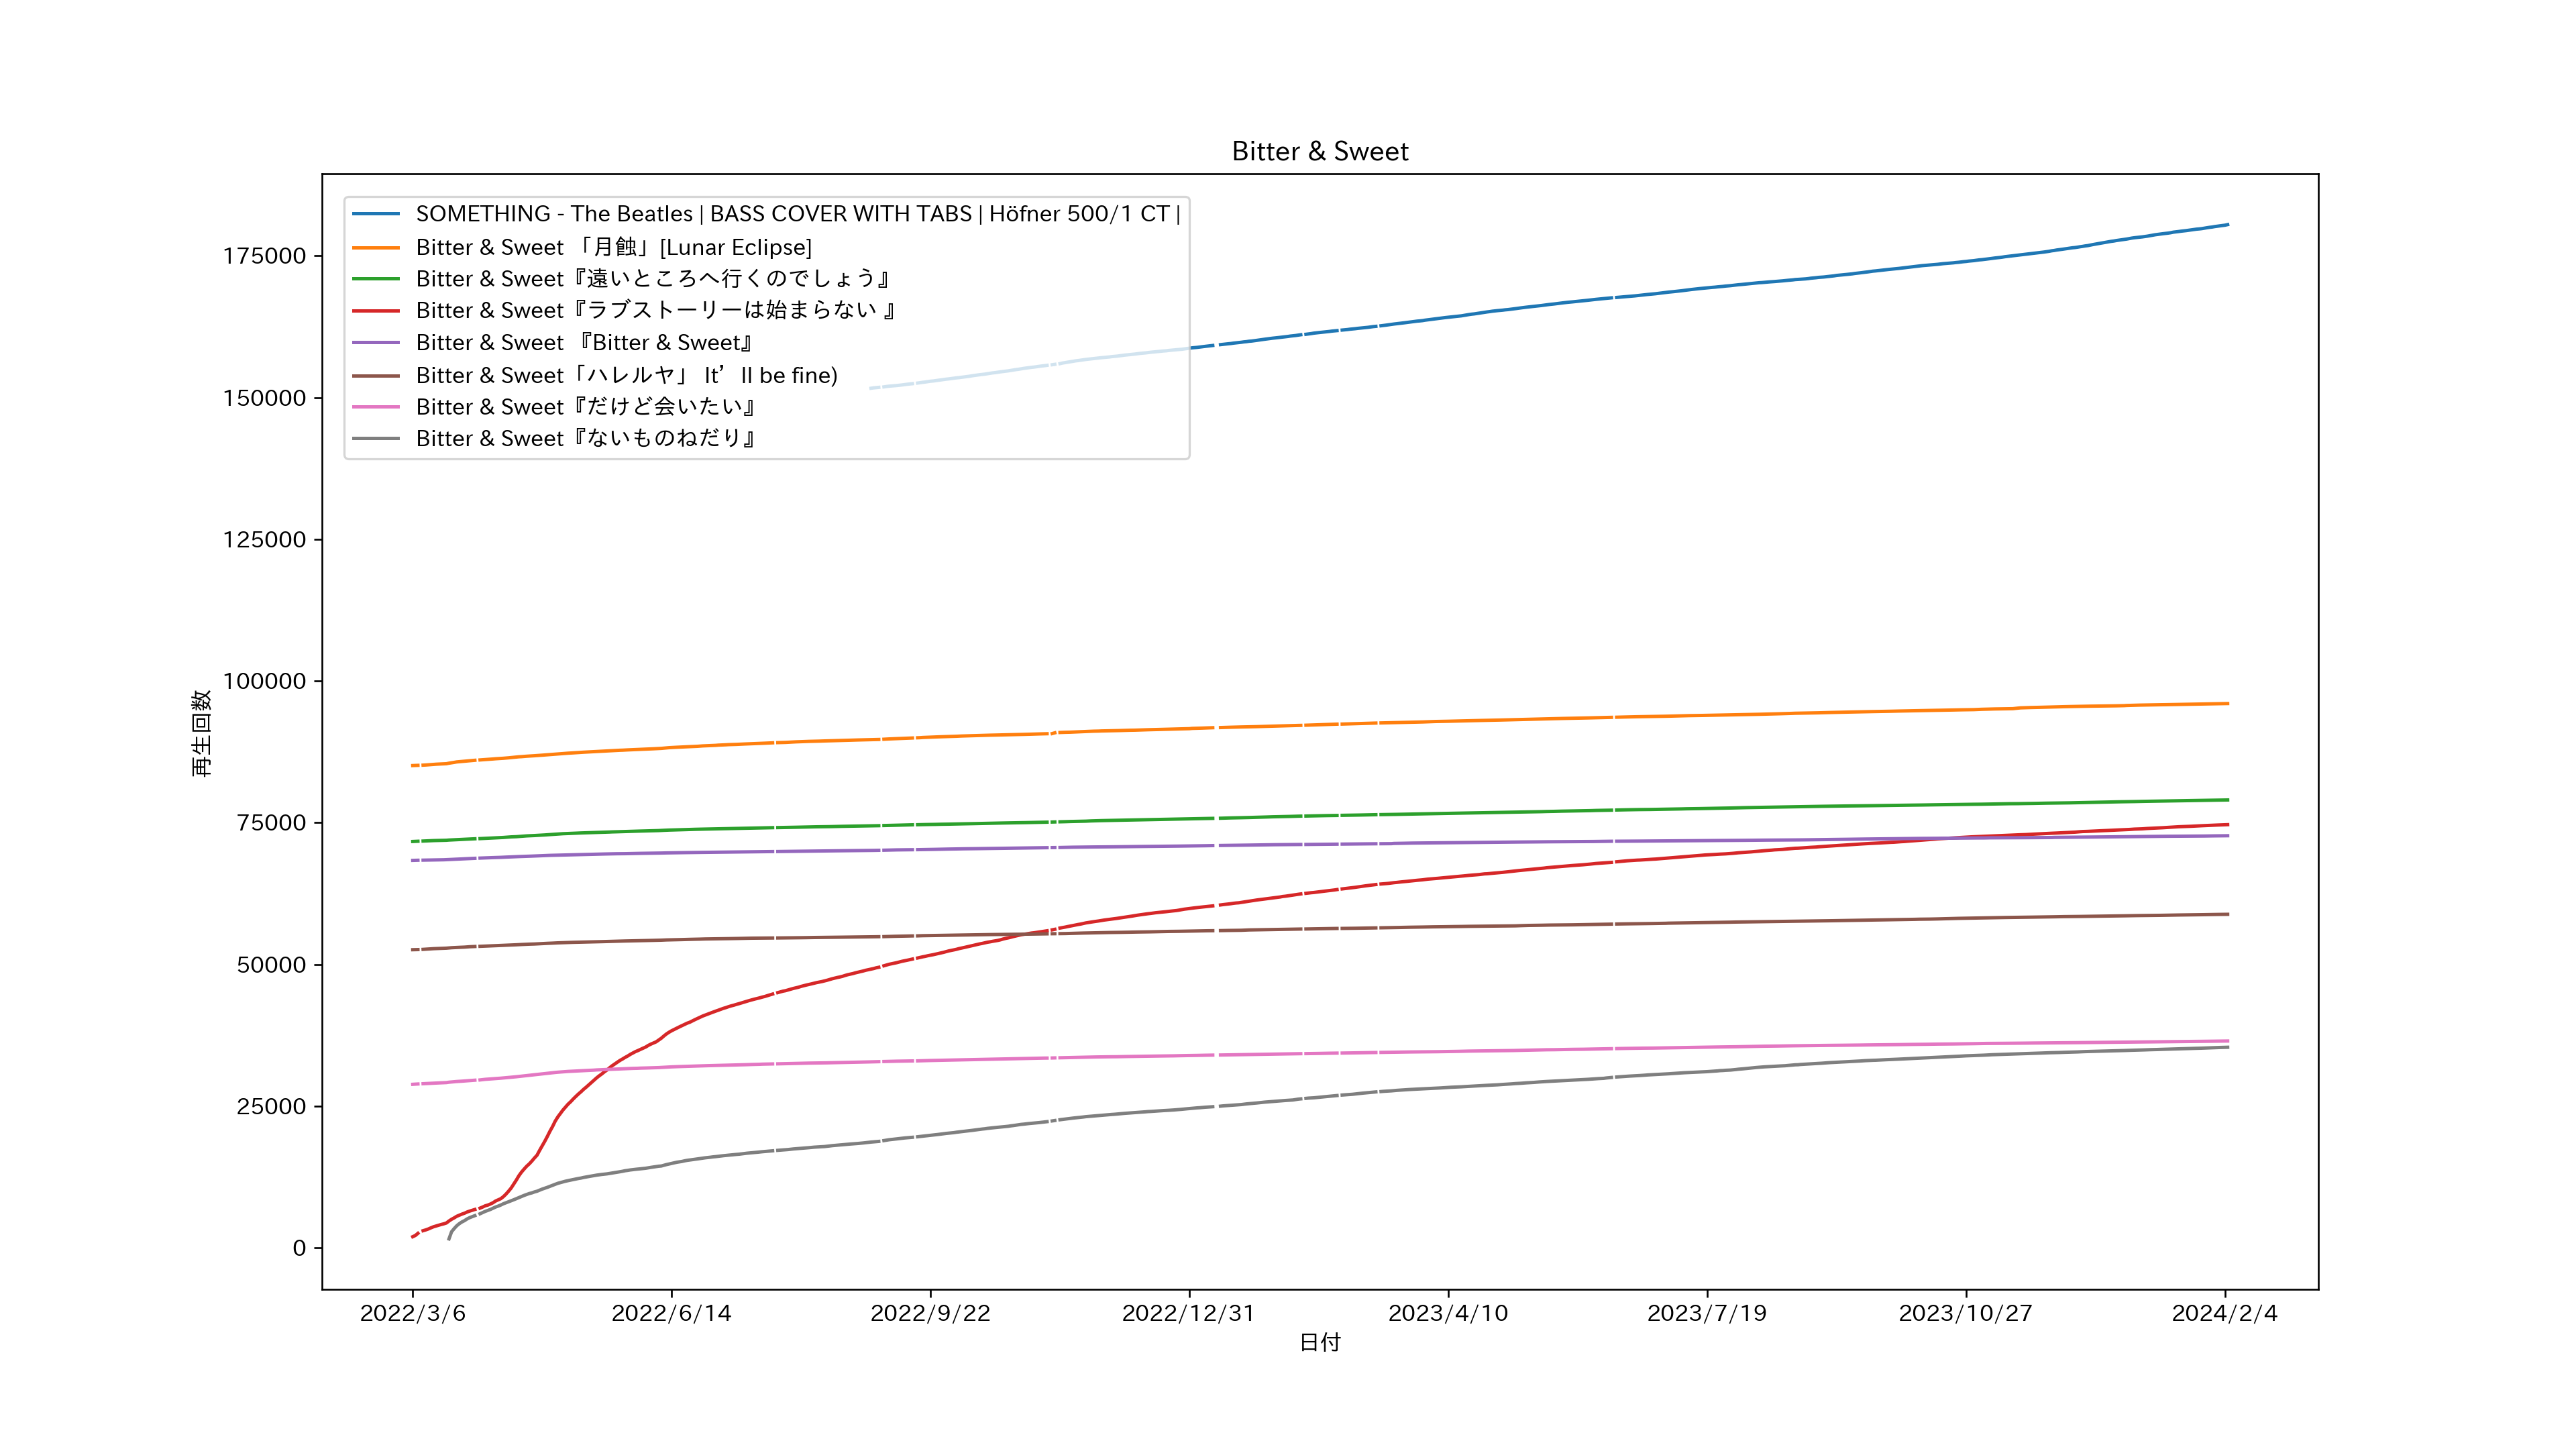 Bitter & Sweet
SOMETHING - The Beatles | BASS COVER WITH TABS | Höfner 500/1 CT |
Bitter & Sweet 「月蝕」[Lunar Eclipse]
Bitter & Sweet『遠いところへ行くのでしょう』
Bitter & Sweet『ラブストーリーは始まらない 』
Bitter & Sweet 『Bitter & Sweet』
Bitter & Sweet「ハレルヤ」 It’ll be fine)
Bitter & Sweet『だけど会いたい』
Bitter & Sweet『ないものねだり』
再生回数
175000
150000
125000
100000
75000
50000
25000
0
2022/3/6
2022/6/14
2022/9/22
2022/12/31
2023/4/10
2023/7/19
2023/10/27
2024/2/4
日付